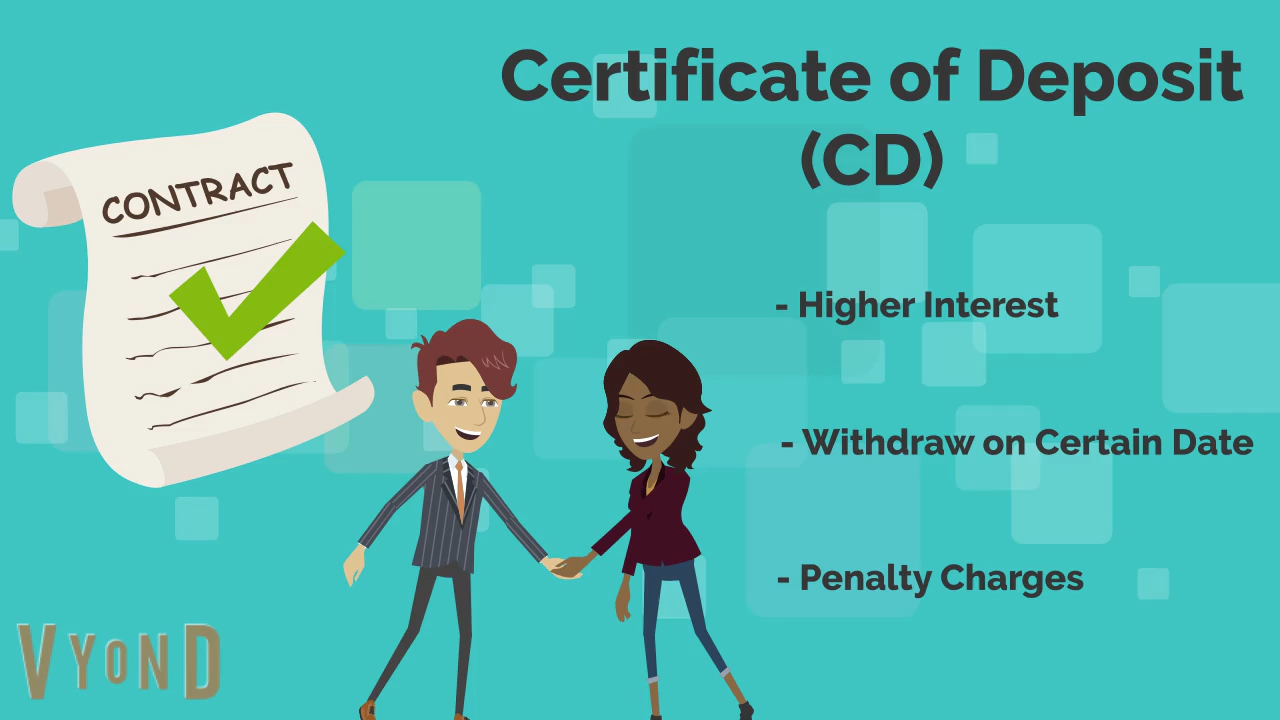 Certificate of Deposit
(CD)
CONTRACT
- Higher Interest
- Withdraw on Certain Date
- Penalty Charges
VYOND